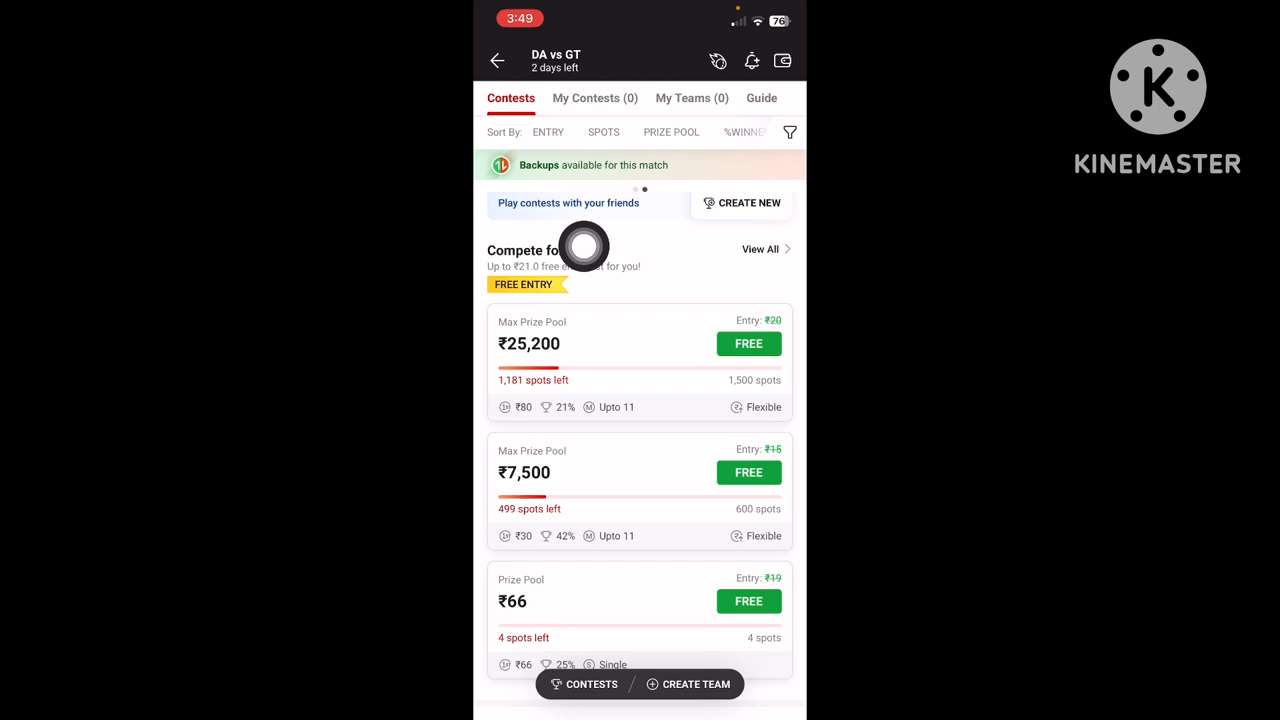 3:49
76
DA vs GT
2 days left
Contests
My Contests (0)
My Teams (0)
Guide
Sort By:
ENTRY
SPOTS
PRIZE POOL
%WINNE
Backups available for this match
Play contests with your friends
CREATE NEW
Compete fo
View All
Up to ₹21.0 free en
t for you!
FREE ENTRY
Max Prize Pool
Entry: ₹20
₹25,200
FREE
1,181 spots left
1,500 spots
1st ₹80
21%
M Upto 11
Flexible
Max Prize Pool
Entry: ₹15
₹7,500
FREE
499 spots left
600 spots
1st ₹30
42%
M Upto 11
Flexible
Prize Pool
Entry: ₹19
₹66
FREE
4 spots left
4 spots
1st ₹66
25%
S Single
CONTESTS
CREATE TEAM
K
KINEMASTER